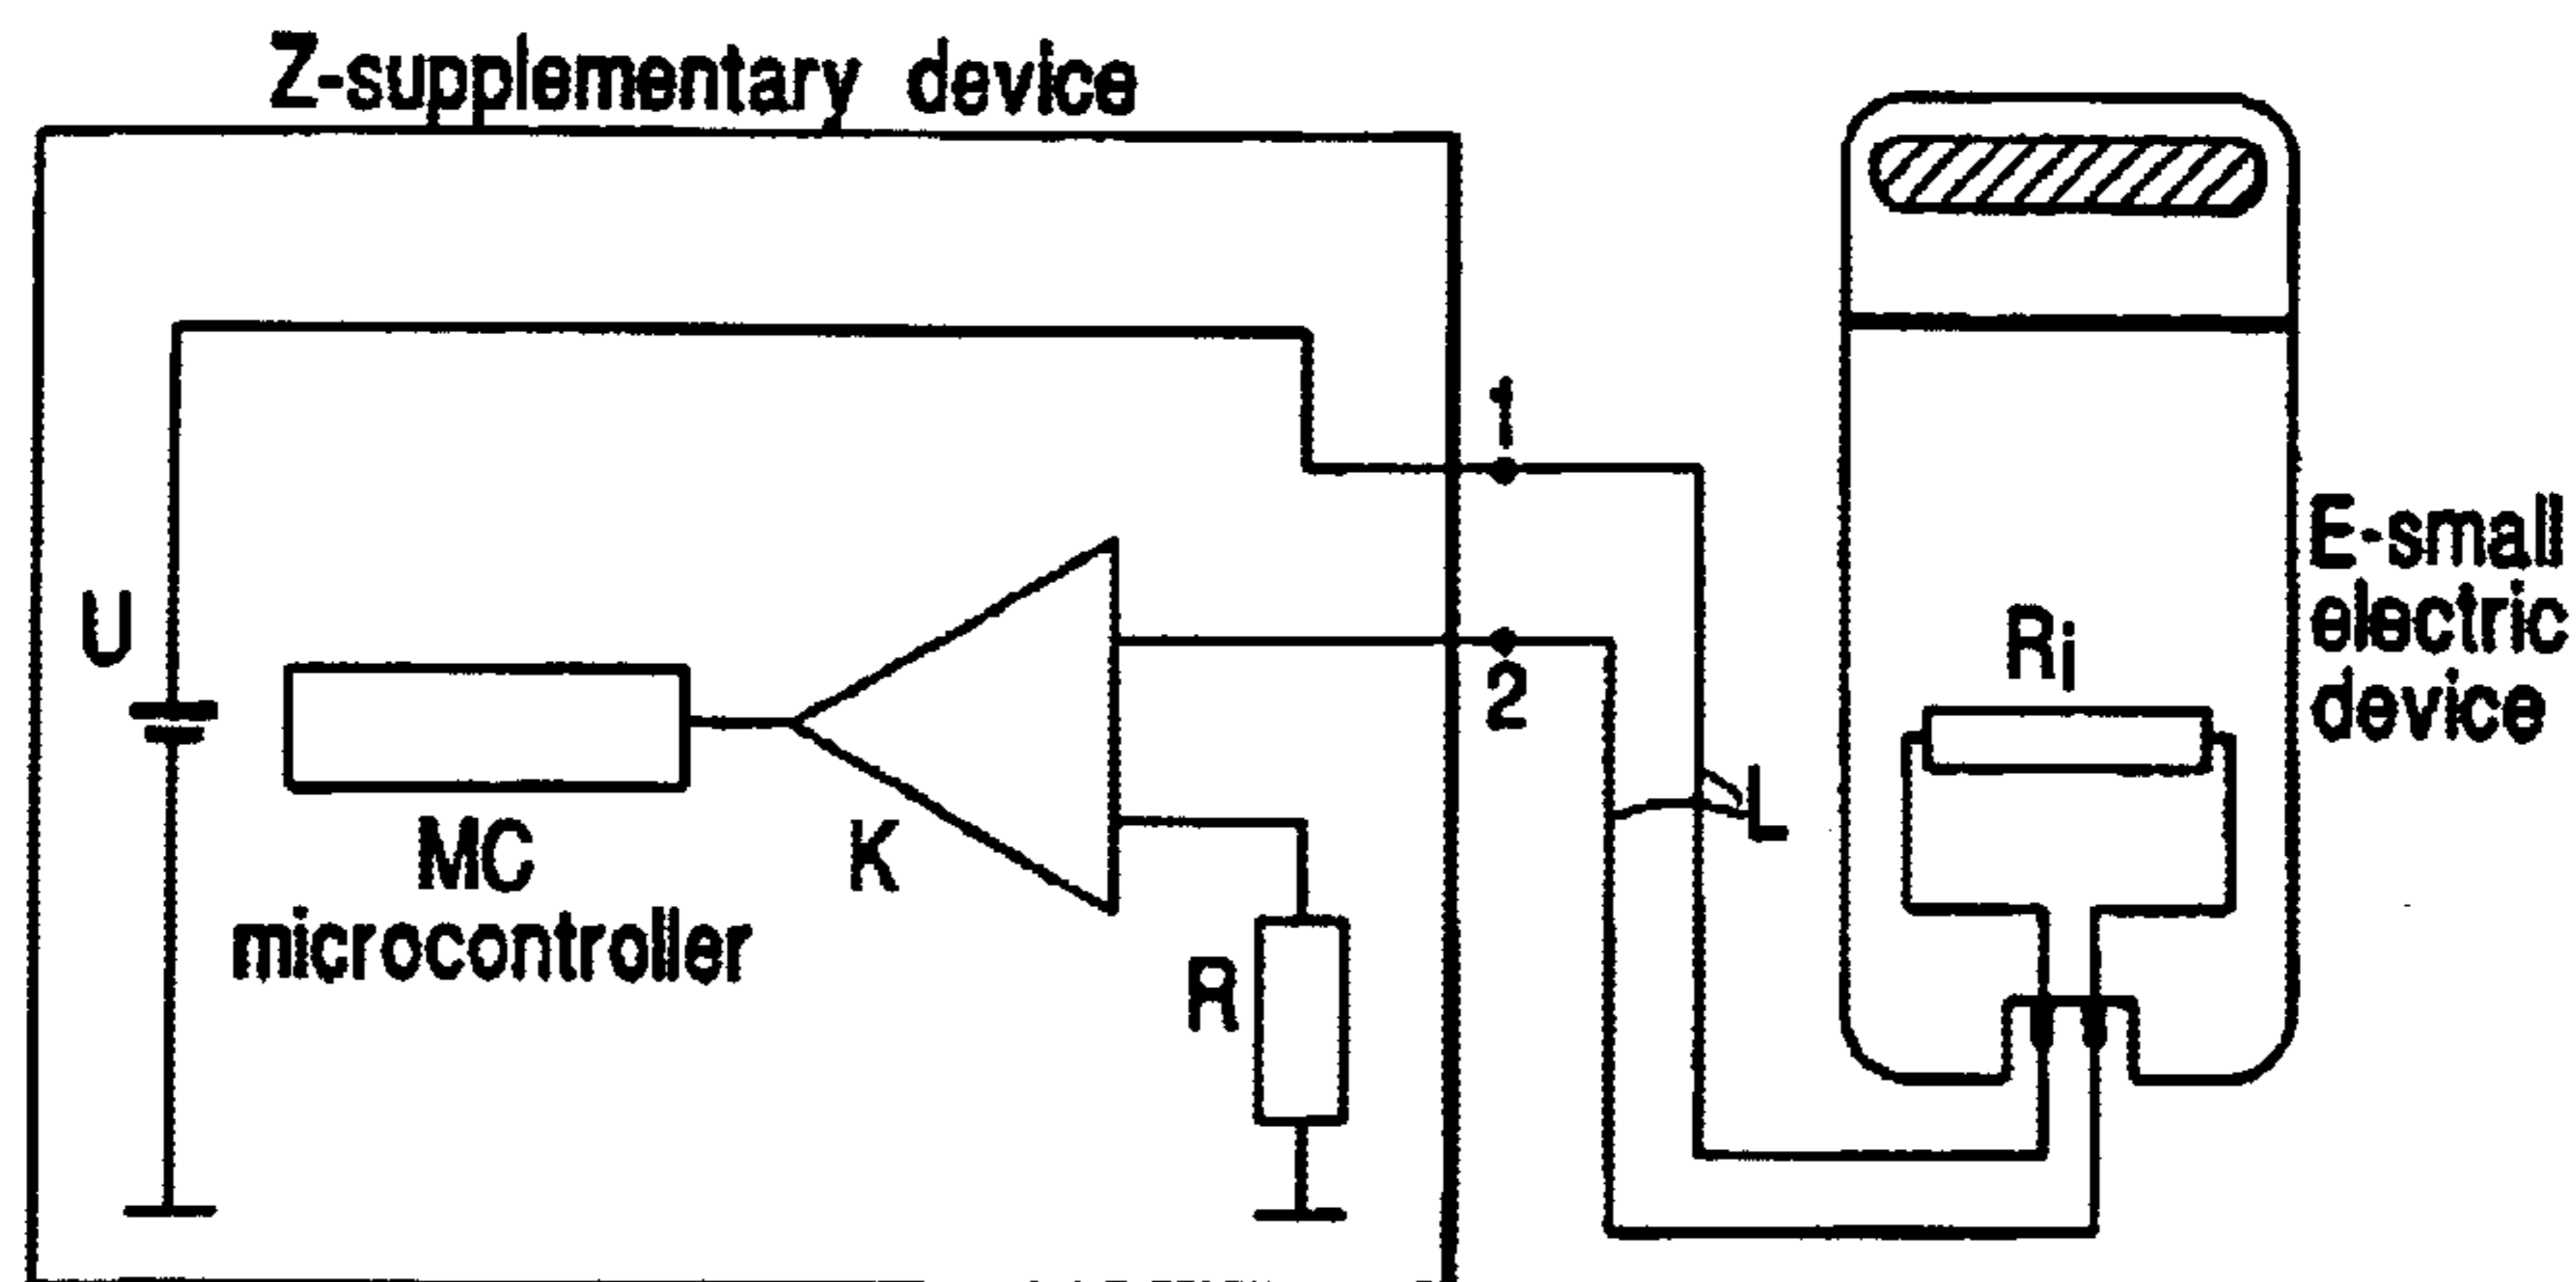 Z-supplementary device
1
U
2
E-small
electric
device
Ri
L
MC
microcontroller
K
R